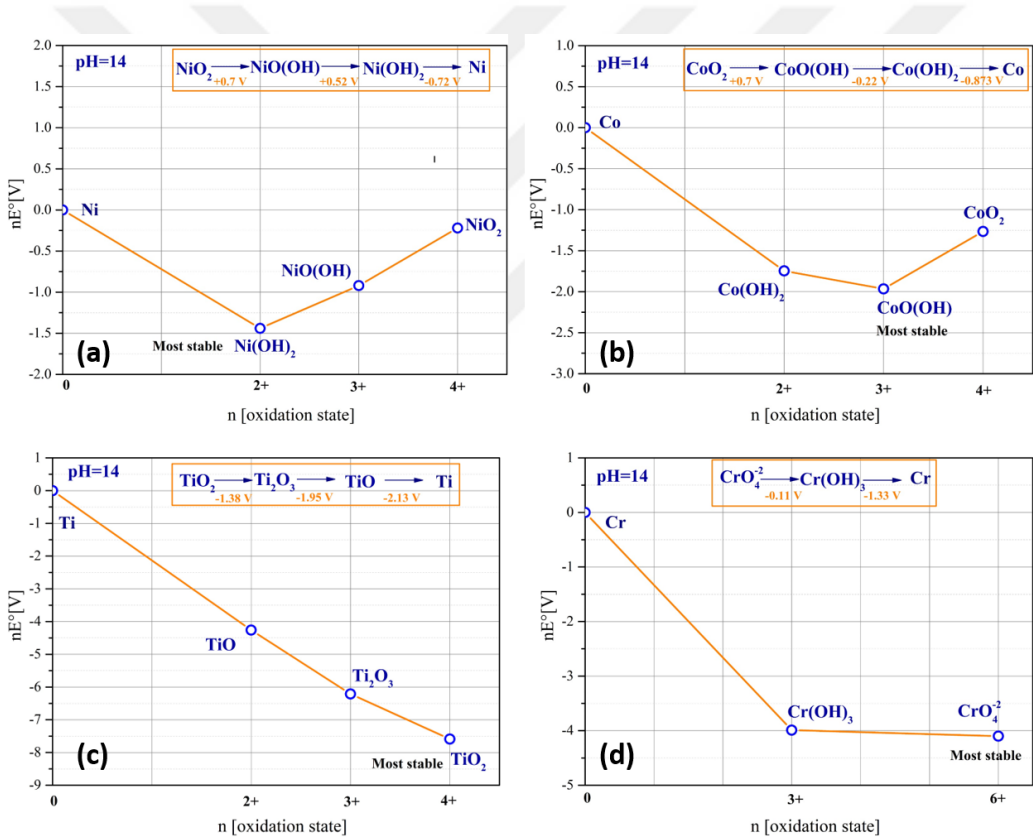 pH=14
NiO₂ → NiO(OH) → Ni(OH)₂ → Ni
+0.7 V +0.52 V -0.72 V
2.0
1.5
1.0
0.5
0.0
-0.5
-1.0
-1.5
-2.0
nE°[V]
Ni
NiO₂
NiO(OH)
Most stable
Ni(OH)₂
(a)
0 2+ 3+ 4+
n [oxidation state]
pH=14
CoO₂ → CoO(OH) → Co(OH)₂ → Co
+0.7 V -0.22 V -0.873 V
1.0
0.5
0.0
-0.5
-1.0
-1.5
-2.0
-2.5
-3.0
nE°[V]
Co
CoO₂
Co(OH)₂
CoO(OH)
Most stable
(b)
0 2+ 3+ 4+
n [oxidation state]
pH=14
TiO₂ → Ti₂O₃ → TiO → Ti
-1.38 V -1.95 V -2.13 V
1
0
-1
-2
-3
-4
-5
-6
-7
-8
-9
nE°[V]
Ti
TiO
Ti₂O₃
Most stable
TiO₂
(c)
0 2+ 3+ 4+
n [oxidation state]
pH=14
CrO₄⁻² → Cr(OH)₃ → Cr
-0.11 V -1.33 V
1
0
-1
-2
-3
-4
-5
nE°[V]
Cr
Cr(OH)₃
CrO₄⁻²
Most stable
(d)
0 3+ 6+
n [oxidation state]